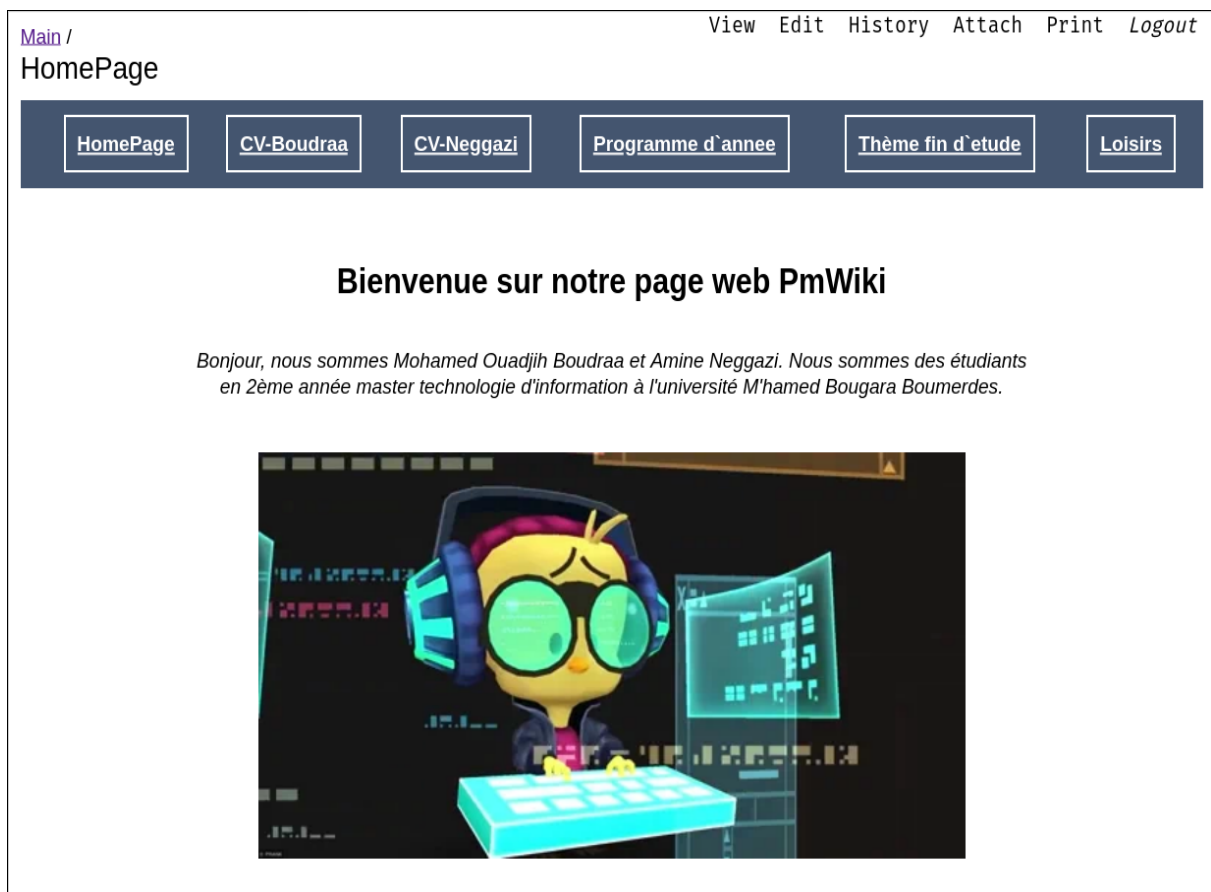 View Edit History Attach Print Logout
Main /
HomePage
HomePage CV-Boudraa CV-Neggazi Programme d`annee Thème fin d`etude Loisirs
Bienvenue sur notre page web PmWiki
Bonjour, nous sommes Mohamed Ouadjih Boudraa et Amine Neggazi. Nous sommes des étudiants
en 2ème année master technologie d'information à l'université M'hamed Bougara Boumerdes.